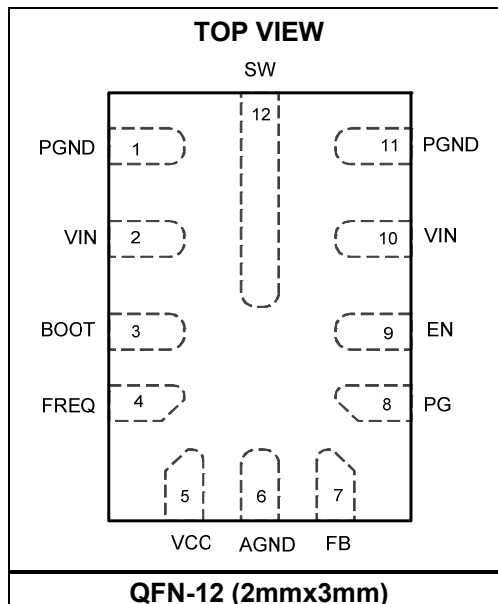 TOP VIEW
SW
12
PGND 1 11 PGND
VIN 2 10 VIN
BOOT 3 9 EN
FREQ 4 8 PG
5 6 7
VCC AGND FB
QFN-12 (2mmx3mm)